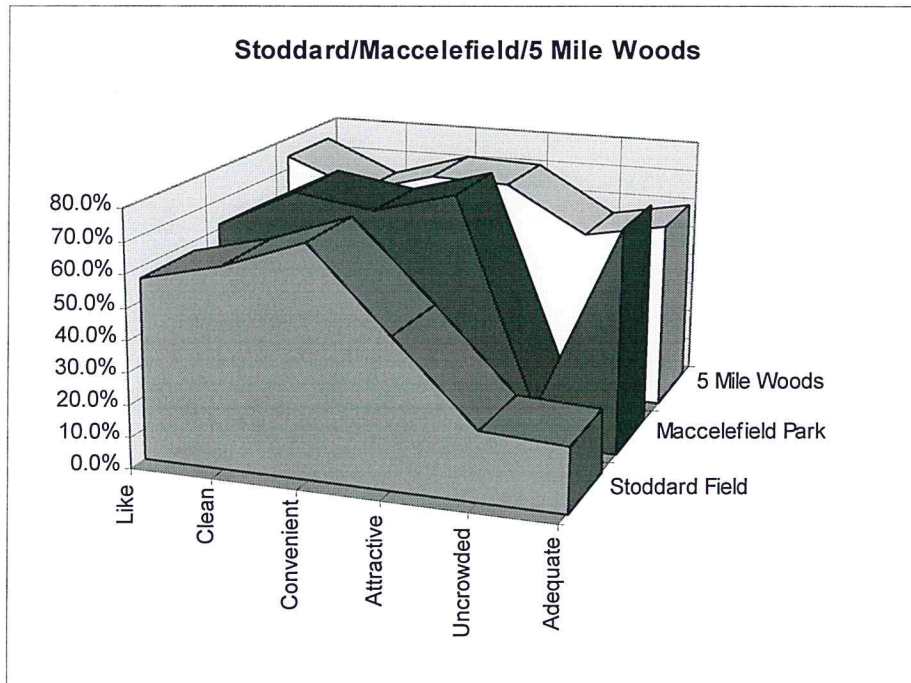 Stoddard/Maccelefield/5 Mile Woods
80.0%
70.0%
60.0%
50.0%
40.0%
30.0%
20.0%
10.0%
0.0%
Like
Clean
Convenient
Attractive
Uncrowded
Adequate
5 Mile Woods
Maccelefield Park
Stoddard Field